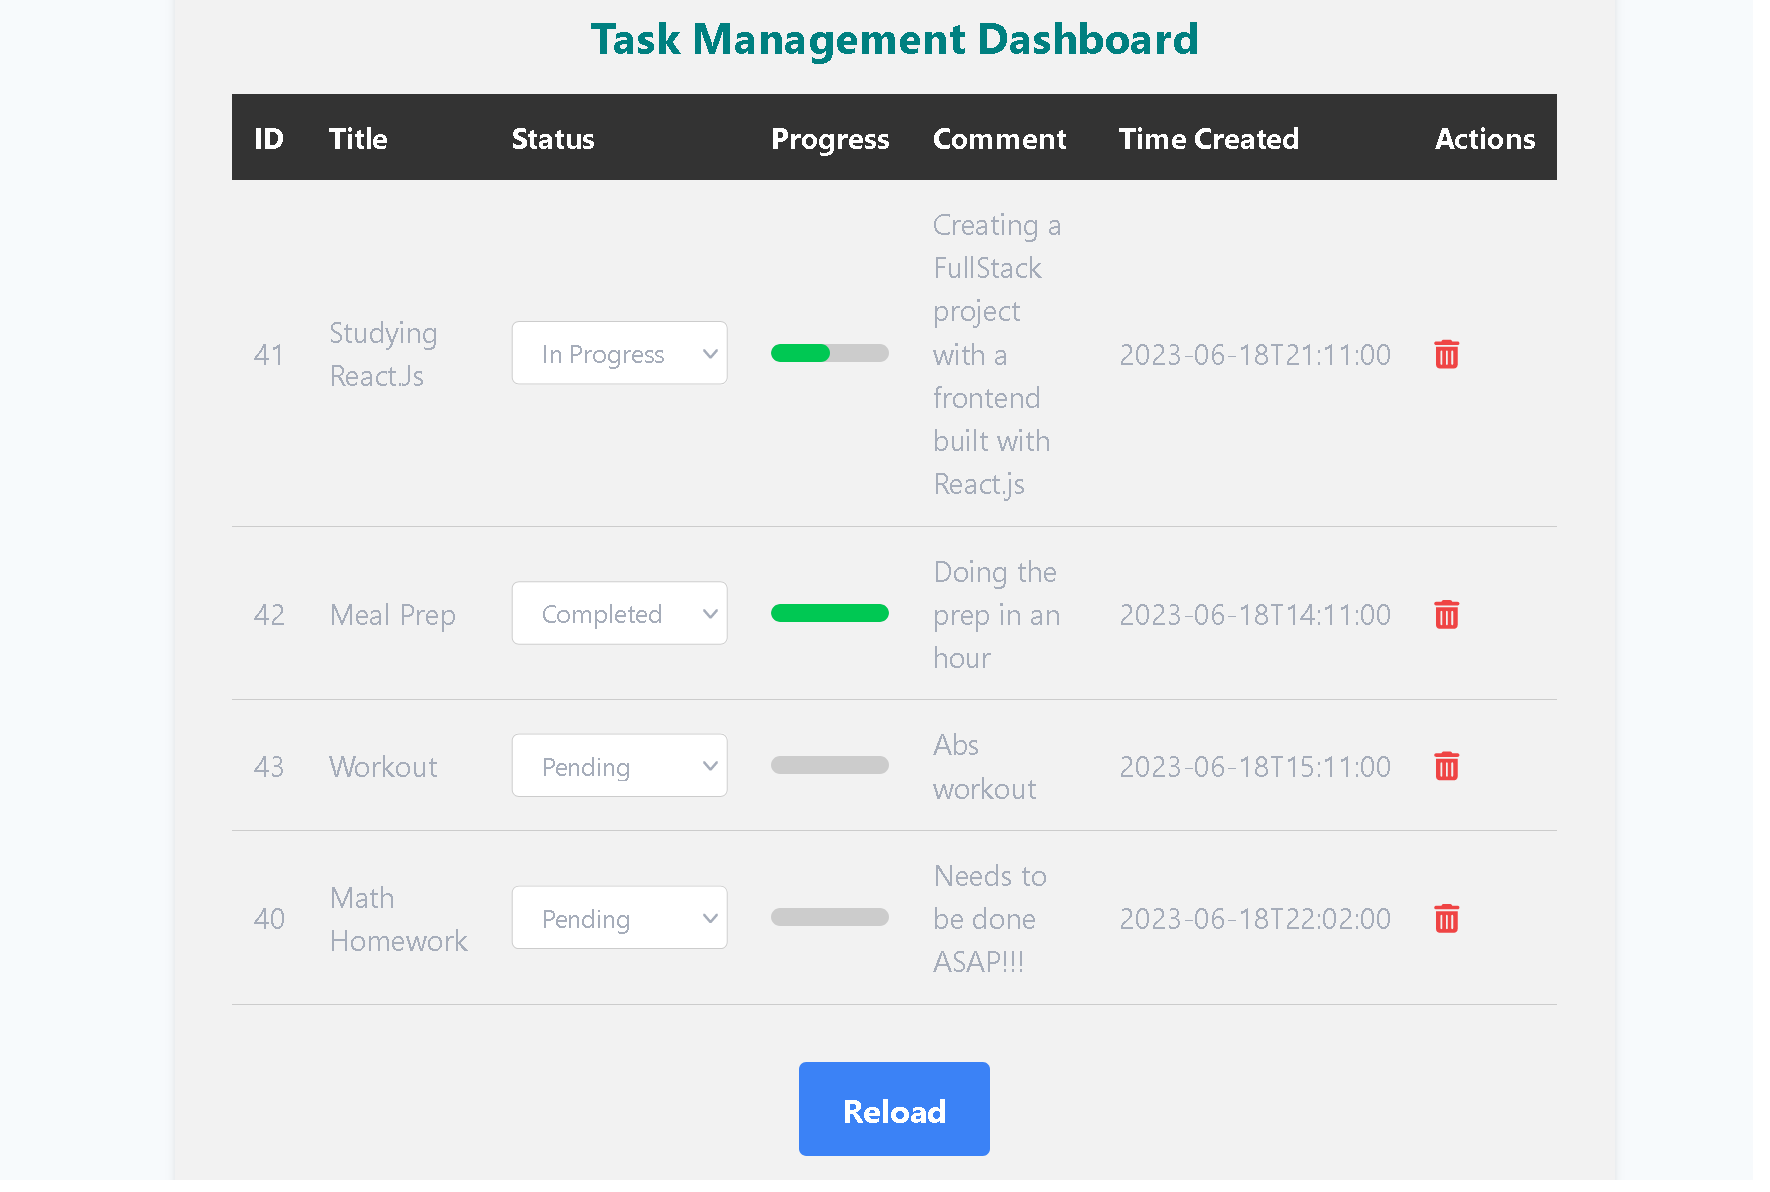 Task Management Dashboard
ID Title Status Progress Comment Time Created Actions
41
Studying
React.Js
In Progress
Creating a
FullStack
project
with a
frontend
built with
React.js
2023-06-18T21:11:00
42
Meal Prep
Completed
Doing the
prep in an
hour
2023-06-18T14:11:00
43
Workout
Pending
Abs
workout
2023-06-18T15:11:00
40
Math
Homework
Pending
Needs to
be done
ASAP!!!
2023-06-18T22:02:00
Reload